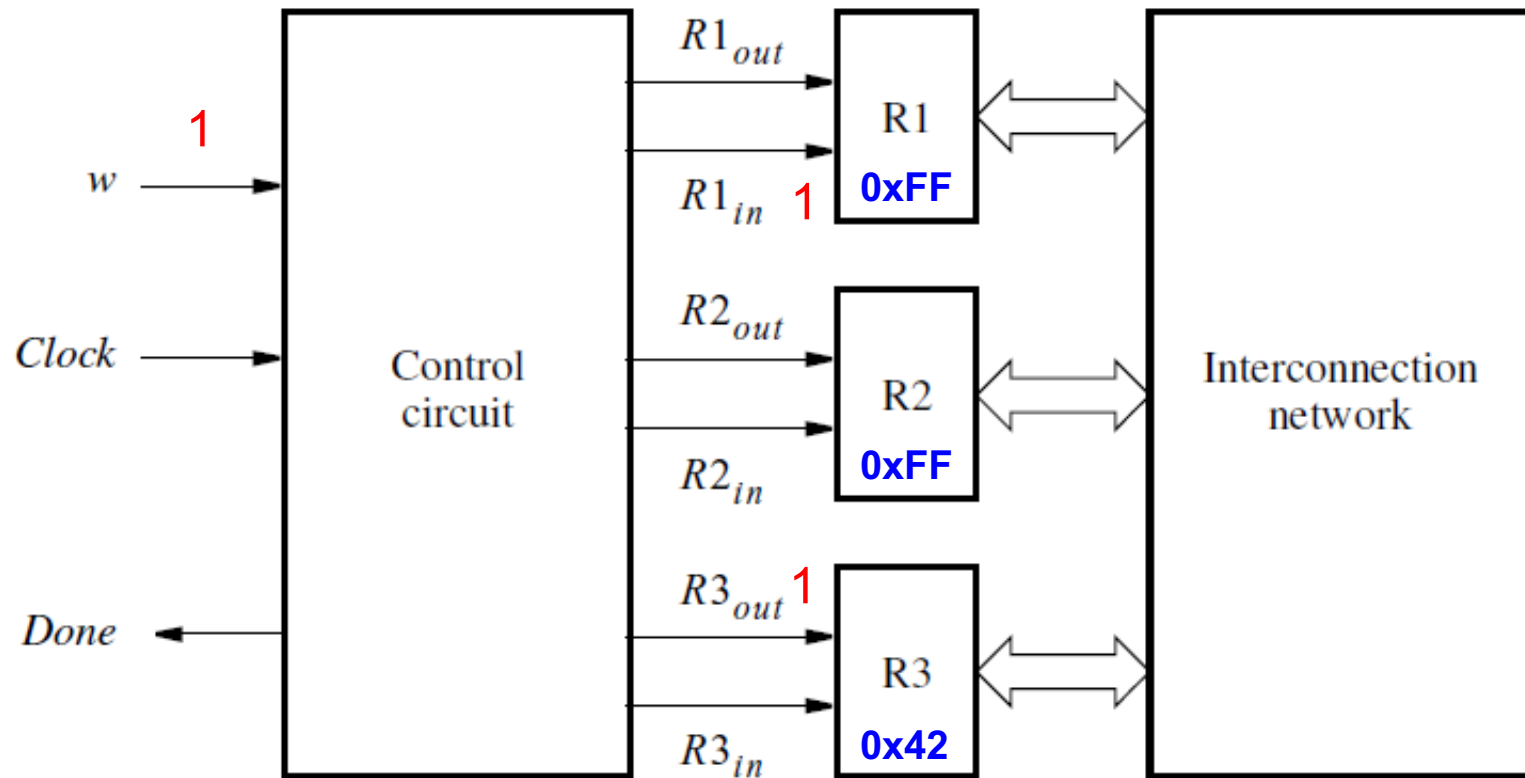 w
1
Clock
Done
Control
circuit
R1out
R1in 1
R1
0xFF
R2out
R2in
R2
0xFF
R3out 1
R3in
R3
0x42
Interconnection
network